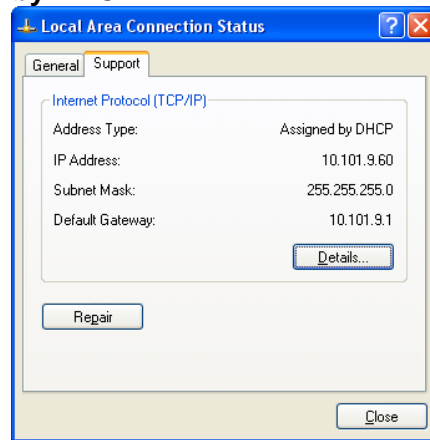 Local Area Connection Status
General Support
Internet Protocol (TCP/IP)
Address Type: Assigned by DHCP
IP Address: 10.101.9.60
Subnet Mask: 255.255.255.0
Default Gateway: 10.101.9.1
Details...
Repair
Close